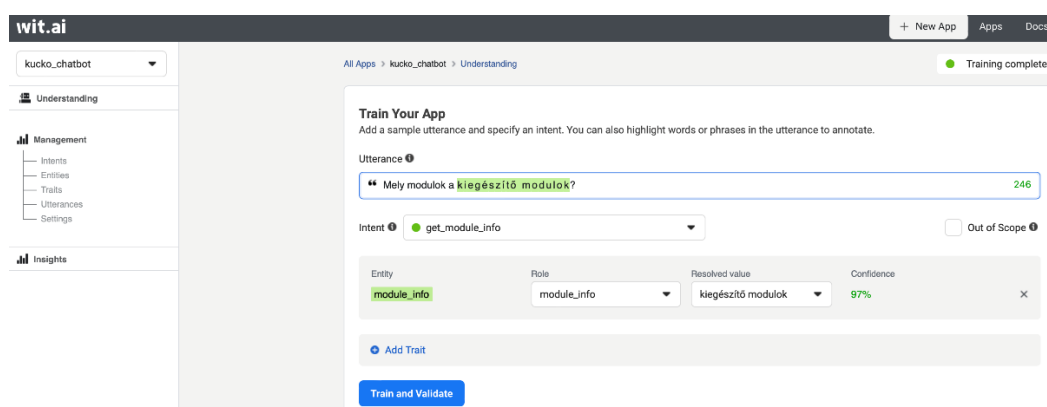 wit.ai
+ New App Apps Docs
kucko_chatbot
All Apps > kucko_chatbot > Understanding
Training complete
Understanding
Management
Intents
Entities
Traits
Utterances
Settings
Insights
Train Your App
Add a sample utterance and specify an intent. You can also highlight words or phrases in the utterance to annotate.
Utterance
Mely modulok a kiegészítő modulok?
246
Intent get_module_info
Out of Scope
Entity Role Resolved value Confidence
module_info module_info kiegészítő modulok 97% ×
Add Trait
Train and Validate